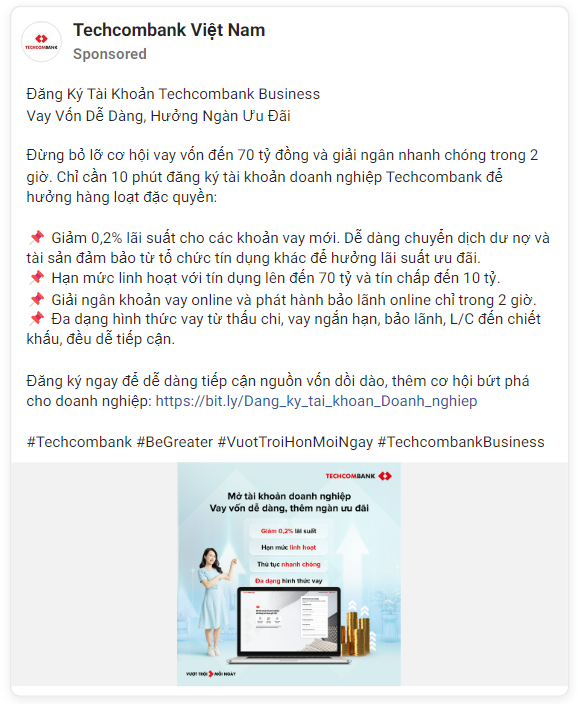 Techcombank Việt Nam
Sponsored
TECHCOMBANK
Đăng Ký Tài Khoản Techcombank Business
Vay Vốn Dễ Dàng, Hưởng Ngàn Ưu Đãi
Đừng bỏ lỡ cơ hội vay vốn đến 70 tỷ đồng và giải ngân nhanh chóng trong 2
giờ. Chỉ cần 10 phút đăng ký tài khoản doanh nghiệp Techcombank để
hưởng hàng loạt đặc quyền:
📌 Giảm 0,2% lãi suất cho các khoản vay mới. Dễ dàng chuyển dịch dư nợ và
tài sản đảm bảo từ tổ chức tín dụng khác để hưởng lãi suất ưu đãi.
📌 Hạn mức linh hoạt với tín dụng lên đến 70 tỷ và tín chấp đến 10 tỷ.
📌 Giải ngân khoản vay online và phát hành bảo lãnh online chỉ trong 2 giờ.
📌 Đa dạng hình thức vay từ thấu chi, vay ngắn hạn, bảo lãnh, L/C đến chiết
khấu, đều dễ tiếp cận.
Đăng ký ngay để dễ dàng tiếp cận nguồn vốn dồi dào, thêm cơ hội bứt phá
cho doanh nghiệp: https://bit.ly/Dang_ky_tai_khoan_Doanh_nghiep
#Techcombank #BeGreater #VuotTroiHonMoiNgay #TechcombankBusiness
TECHCOMBANK
Mở tài khoản doanh nghiệp
Vay vốn dễ dàng, thêm ngàn ưu đãi
Giảm 0,2% lãi suất
Hạn mức linh hoạt
Thủ tục nhanh chóng
Đa dạng hình thức vay
VƯỢT TRỘI MỖI NGÀY